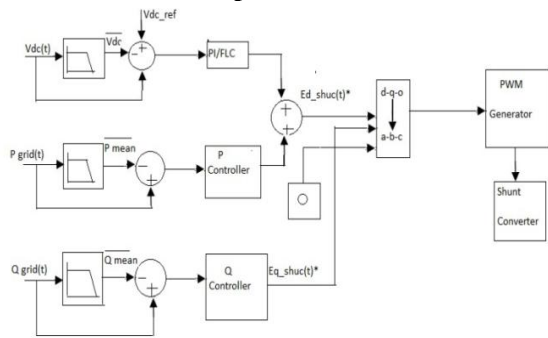 Vdc_ref
Vdc(t)
Vdc
-
+
-
PI/FLC
+
+
Ed_shuc(t)*
d-q-o
a-b-c
PWM
Generator
P grid(t)
P mean
-
-
P
Controller
O
Shunt
Converter
Q grid(t)
Q mean
-
-
Q
Controller
Eq_shuc(t)*